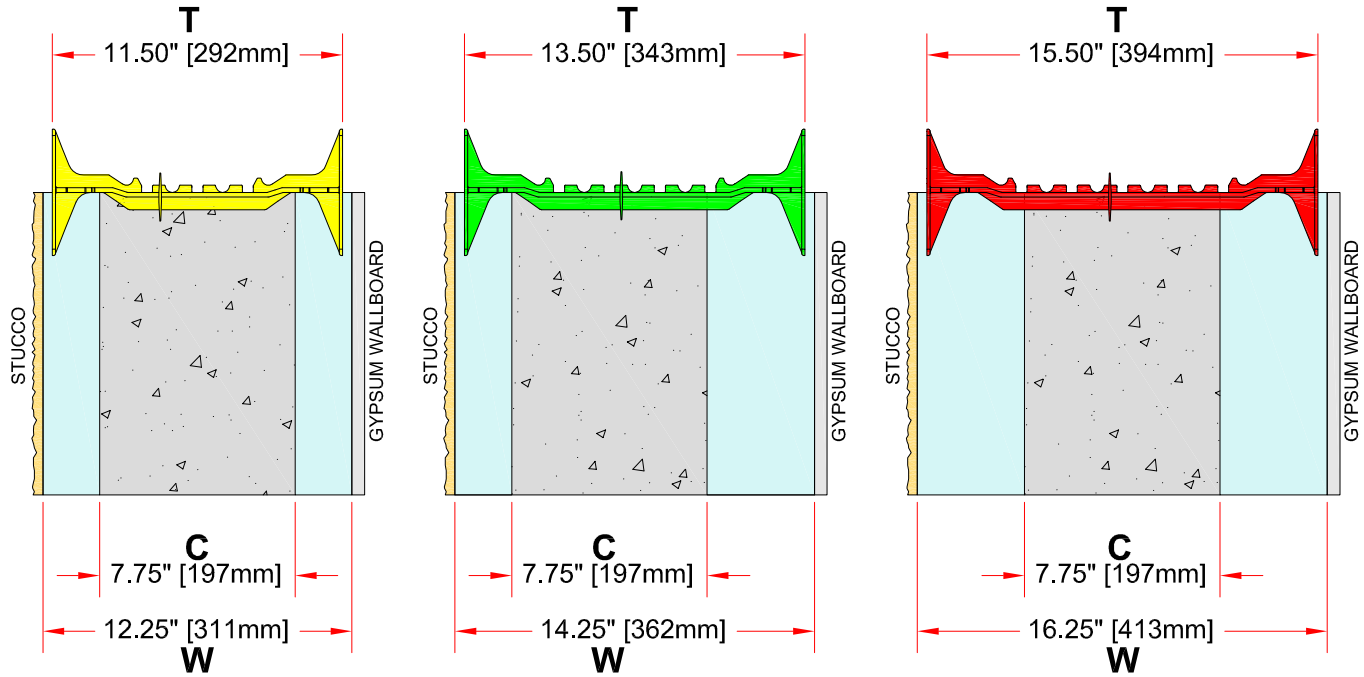 T
11.50" [292mm]
T
13.50" [343mm]
T
15.50" [394mm]
STUCCO
GYPSUM WALLBOARD
STUCCO
GYPSUM WALLBOARD
STUCCO
GYPSUM WALLBOARD
C
7.75" [197mm]
C
7.75" [197mm]
C
7.75" [197mm]
12.25" [311mm]
W
14.25" [362mm]
W
16.25" [413mm]
W